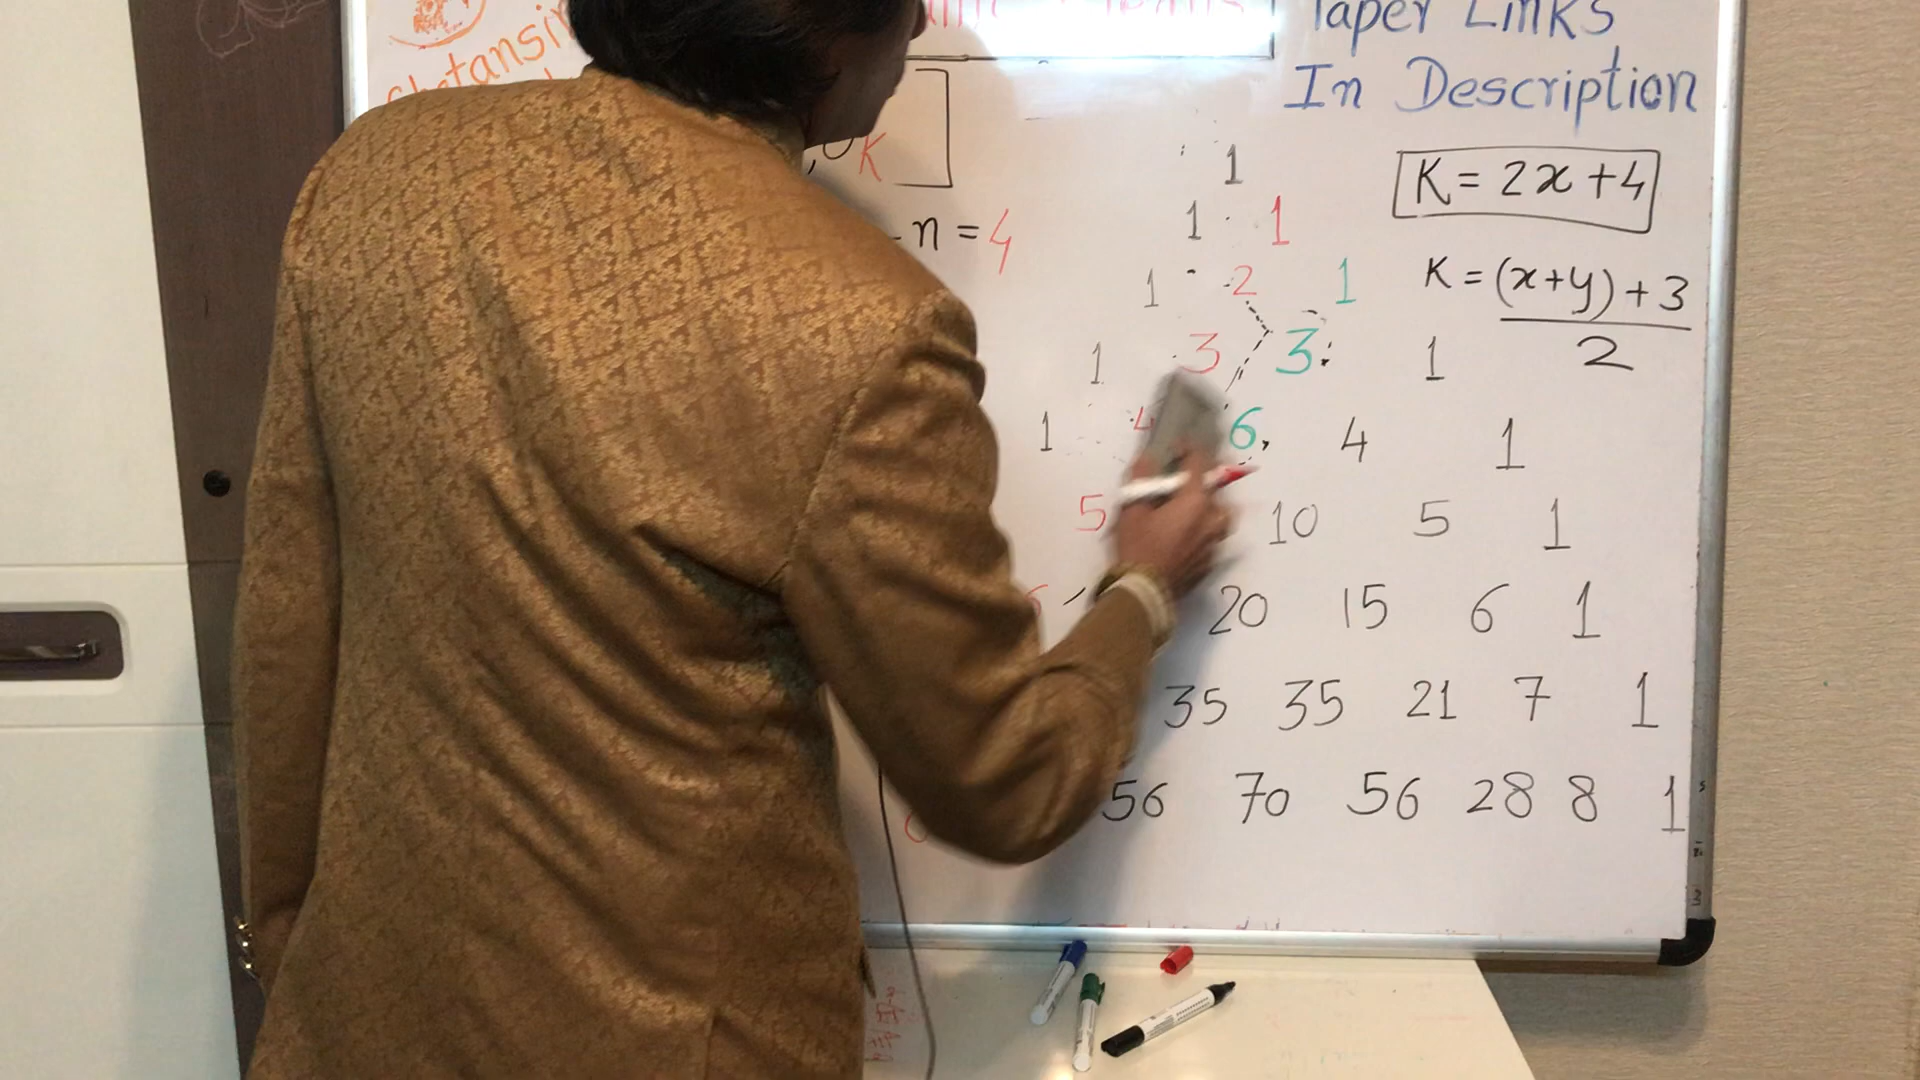 Paper Links
In Description
K
n = 4
K = 2x + 4
K = (x+y) + 3
2
1
1 1
1 2 1
1 3 3 1
1 4 6 4 1
5 10 5 1
6 20 15 6 1
35 35 21 7 1
56 70 56 28 8 1